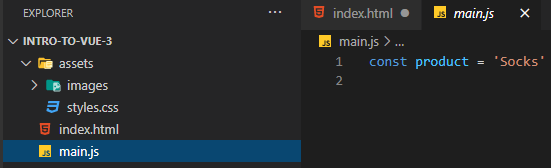 EXPLORER ...
INTRO-TO-VUE-3
assets
images
styles.css
index.html
main.js
index.html main.js
JS main.js > ...
1 const product = 'Socks'
2